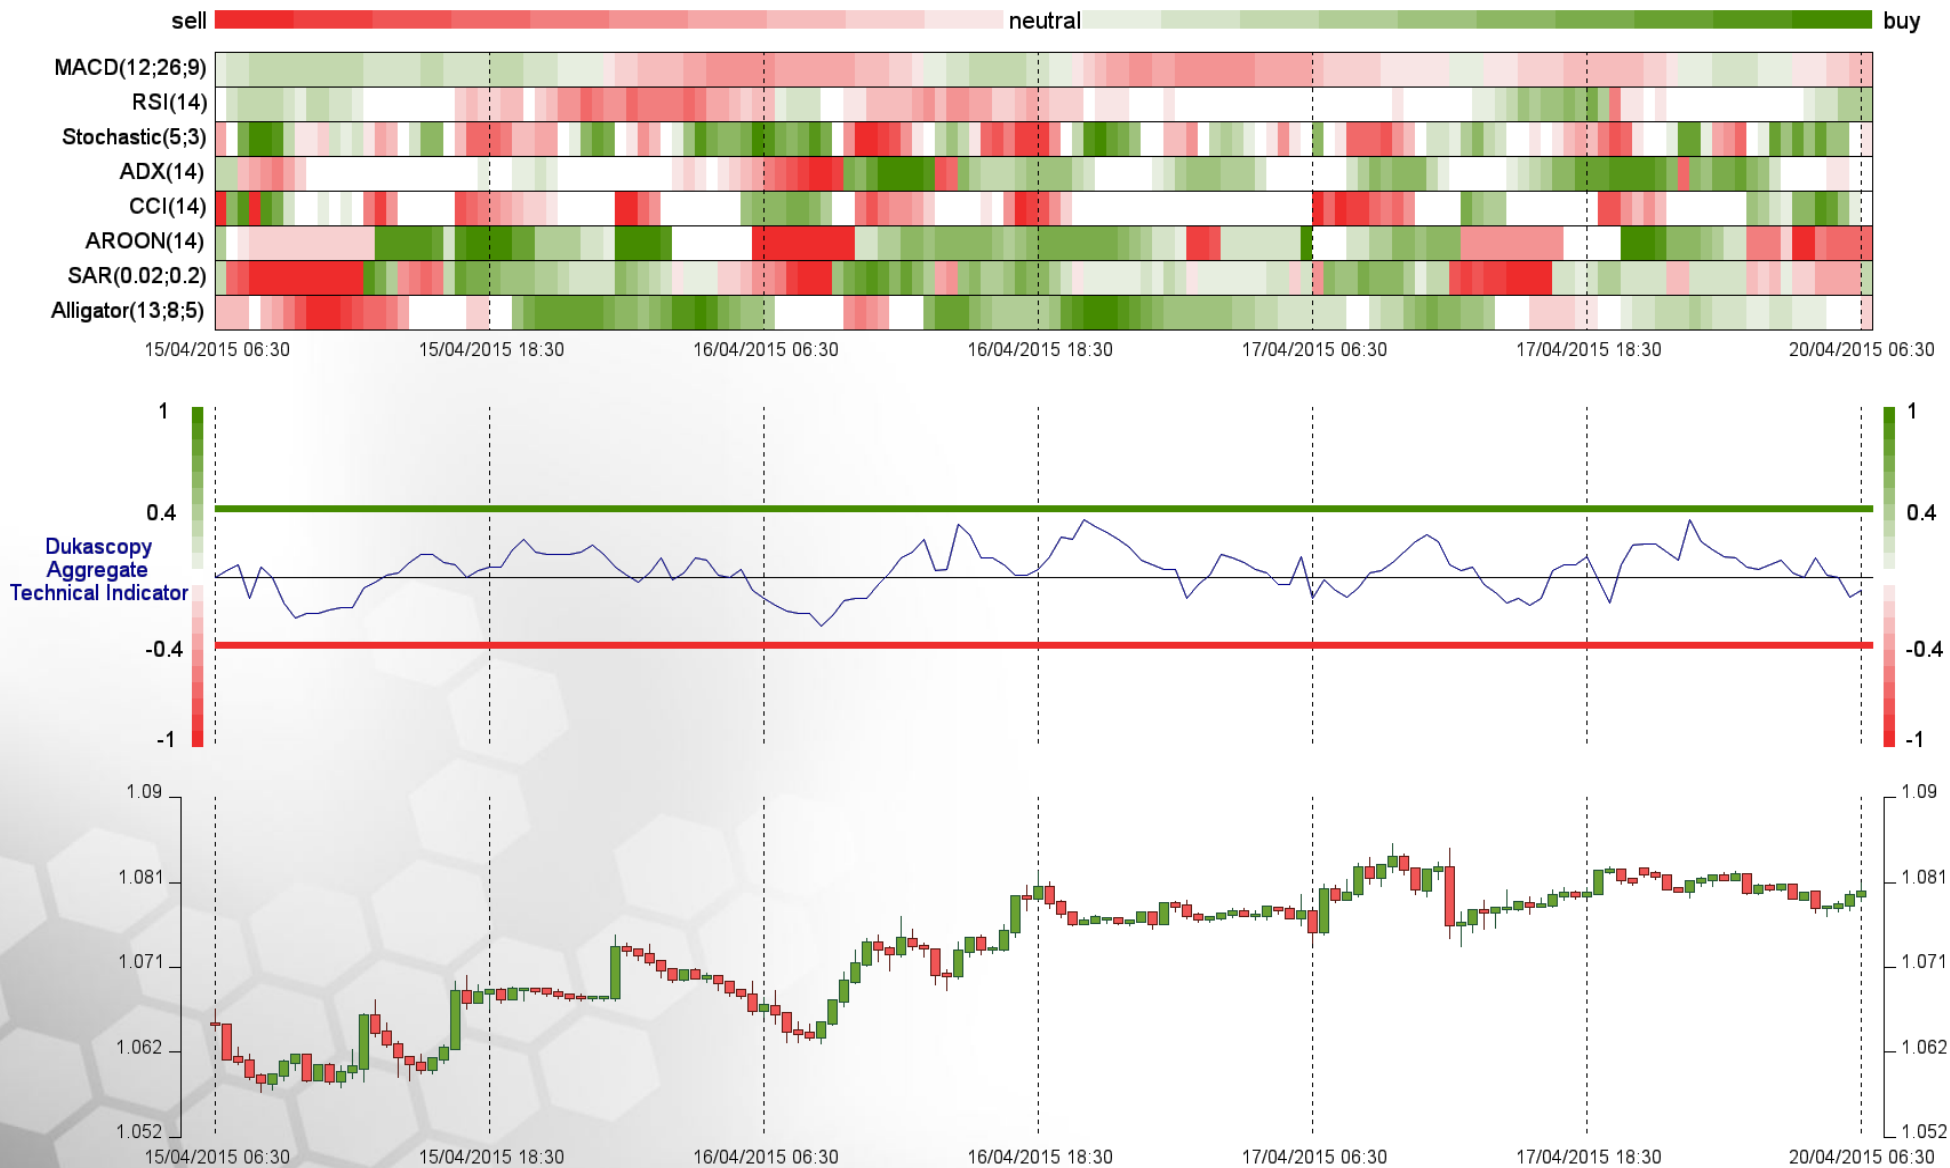 sell neutral buy
MACD(12;26;9)
RSI(14)
Stochastic(5;3)
ADX(14)
CCI(14)
AROON(14)
SAR(0.02;0.2)
Alligator(13;8;5)
15/04/2015 06:30 15/04/2015 18:30 16/04/2015 06:30 16/04/2015 18:30 17/04/2015 06:30 17/04/2015 18:30 20/04/2015 06:30
1 1
0.4 0.4
Dukascopy
Aggregate
Technical Indicator
-0.4 -0.4
-1 -1
1.09 1.09
1.081 1.081
1.071 1.071
1.062 1.062
1.052 1.052
15/04/2015 06:30 15/04/2015 18:30 16/04/2015 06:30 16/04/2015 18:30 17/04/2015 06:30 17/04/2015 18:30 20/04/2015 06:30